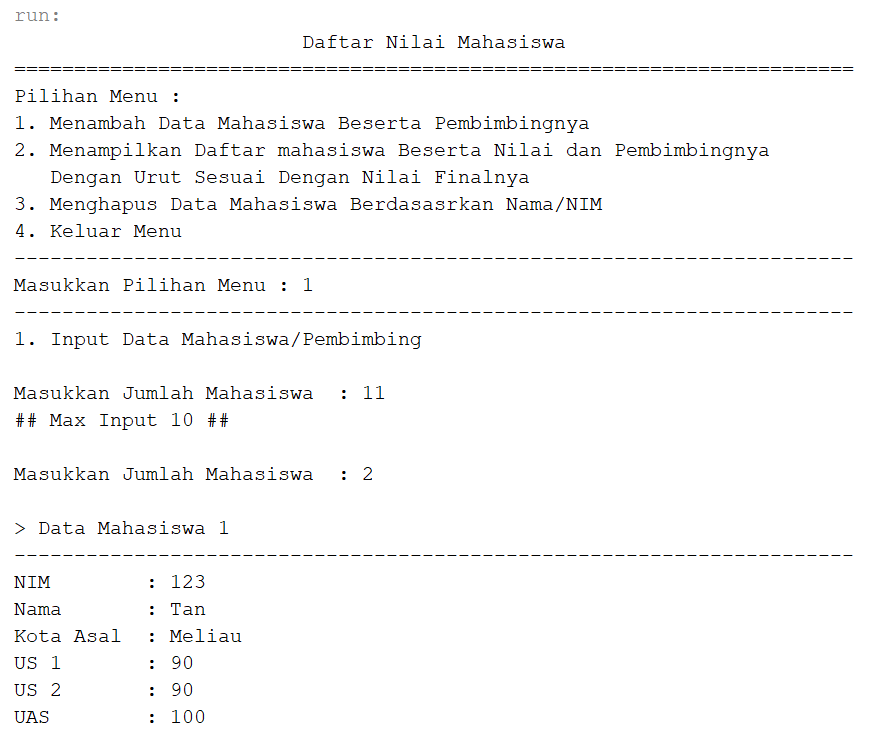 run:
Daftar Nilai Mahasiswa
======================================================================
Pilihan Menu :
1. Menambah Data Mahasiswa Beserta Pembimbingnya
2. Menampilkan Daftar mahasiswa Beserta Nilai dan Pembimbingnya
Dengan Urut Sesuai Dengan Nilai Finalnya
3. Menghapus Data Mahasiswa Berdasasrkan Nama/NIM
4. Keluar Menu
----------------------------------------------------------------------
Masukkan Pilihan Menu : 1
----------------------------------------------------------------------
1. Input Data Mahasiswa/Pembimbing
Masukkan Jumlah Mahasiswa  : 11
## Max Input 10 ##
Masukkan Jumlah Mahasiswa  : 2
> Data Mahasiswa 1
----------------------------------------------------------------------
NIM        : 123
Nama       : Tan
Kota Asal  : Meliau
US 1       : 90
US 2       : 90
UAS        : 100